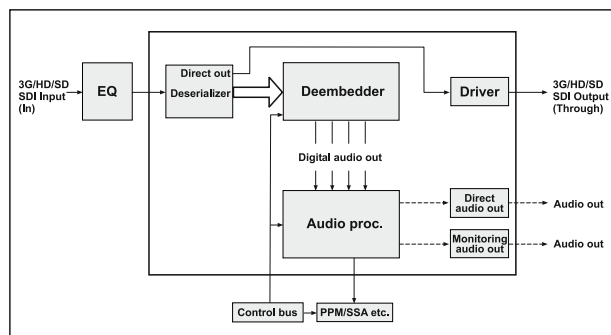 3G/HD/SD
SDI Input
(In)
EQ
Direct out
Deserializer
Deembedder
Driver
3G/HD/SD
SDI Output
(Through)
Digital audio out
Audio proc.
Direct
audio out
Audio out
Monitoring
audio out
Audio out
Control bus
PPM/SSA etc.